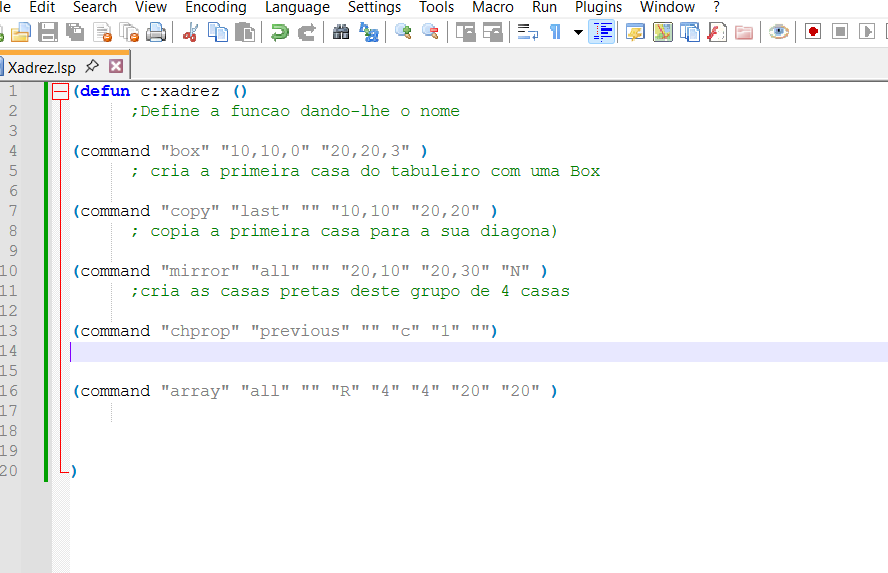 Edit Search View Encoding Language Settings Tools Macro Run Plugins Window ?
Xadrez.lsp
1 (defun c:xadrez ()
2 ;Define a funcao dando-lhe o nome
3
4 (command "box" "10,10,0" "20,20,3" )
5 ; cria a primeira casa do tabuleiro com uma Box
6
7 (command "copy" "last" "" "10,10" "20,20" )
8 ; copia a primeira casa para a sua diagona)
9
10 (command "mirror" "all" "" "20,10" "20,30" "N" )
11 ;cria as casas pretas deste grupo de 4 casas
12
13 (command "chprop" "previous" "" "c" "1" "")
14
15
16 (command "array" "all" "" "R" "4" "4" "20" "20" )
17
18
19
20 )